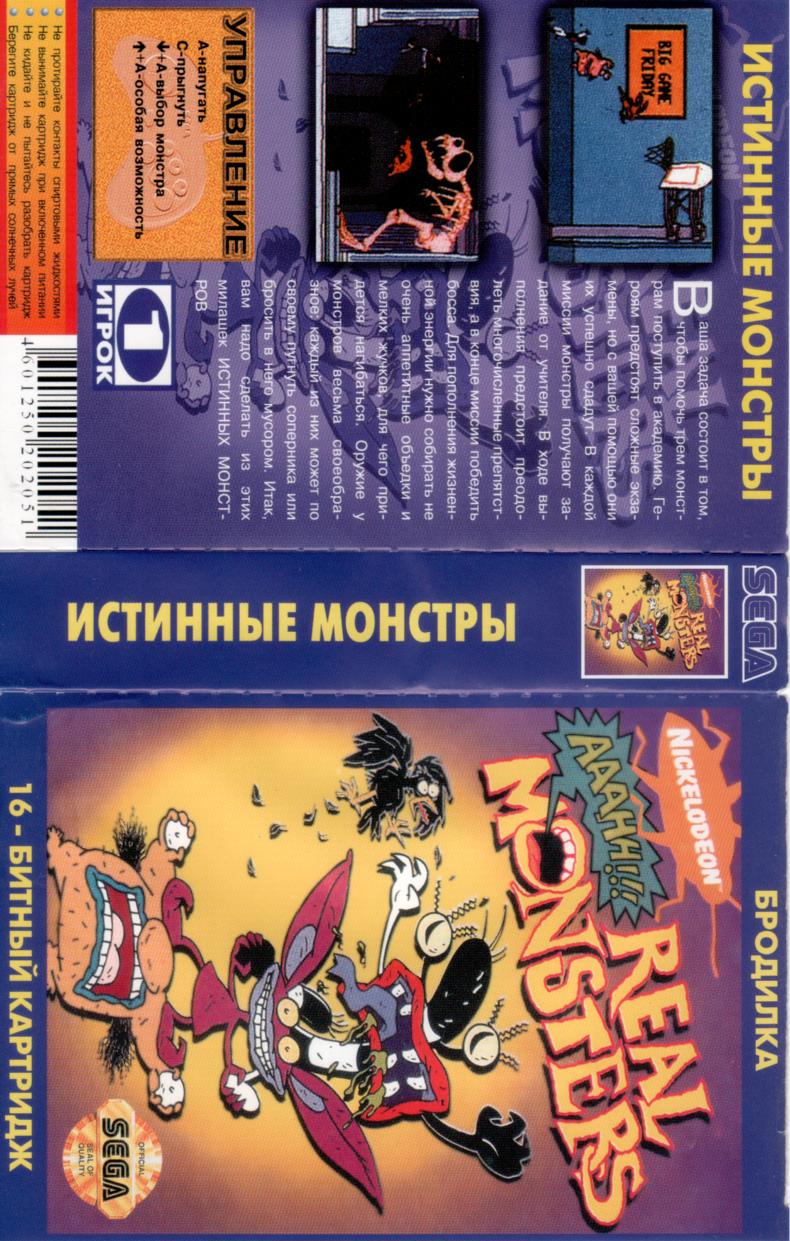 ИСТИННЫЕ МОНСТРЫ
BIG GAME
FRIDAY
Ваша задача состоит в том,
чтобы помочь трем монст-
рам поступить в академию. Ге-
роям предстоят сложные экза-
мены, но с вашей помощью они
их успешно сдадут. В каждой
миссии монстры получают за-
дание от учителя. В ходе вы-
полнения предстоит преодо-
леть многочисленные препятст-
вия, а в конце миссии победить
босса. Для пополнения жизнен-
ной энергии нужно собирать не
очень аппетитные объедки и
мелких жучков, для чего при-
дется нагибаться. Оружие у
монстров весьма своеобра-
зное: каждый из них может по
своему пугнуть соперника или
бросить в него мусором. Итак,
вам надо сделать из этих
милашек ИСТИННЫХ МОНСТ-
РОВ
УПРАВЛЕНИЕ
А-напугать
С-прыгнуть
↓+А-выбор монстра
↑+А-особая возможность
1
ИГРОК
Не протирайте контакты спиртовыми жидкостями
Не вынимайте картридж при включенном питании
Не кидайте и не пытайтесь разобрать картридж
Берегите картридж от прямых солнечных лучей
4 601250 202051
SEGA
NICKELODEON
AAAHH!!!
REAL
MONSTERS
ИСТИННЫЕ МОНСТРЫ
БРОДИЛКА
NICKELODEON
AAAHH!!!
REAL
MONSTERS
OFFICIAL
SEGA
SEAL OF
QUALITY
16 - БИТНЫЙ КАРТРИДЖ